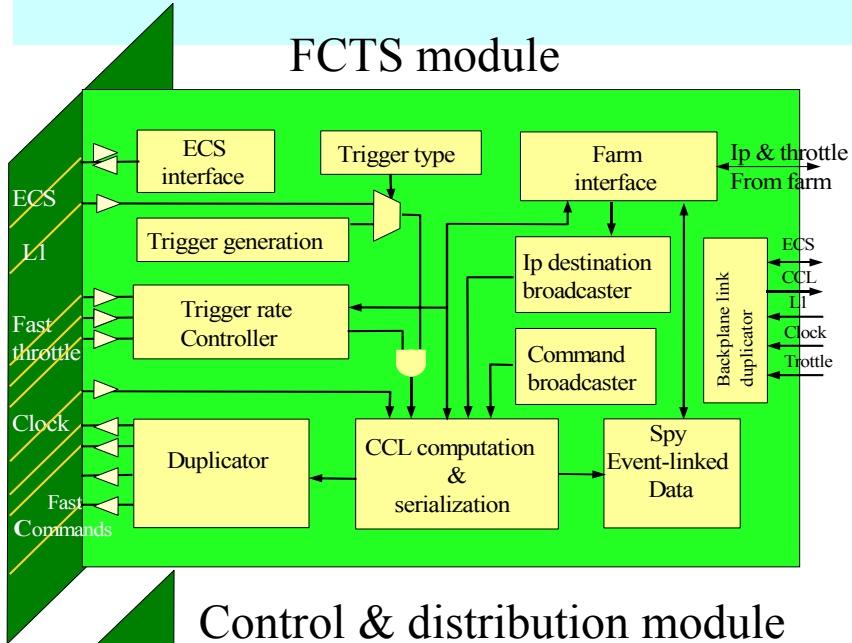 FCTS module
ECS
interface
Trigger type
Farm
interface
Ip & throttle
From farm
ECS
L1
Trigger generation
Ip destination
broadcaster
ECS
CCL
L1
Clock
Trottle
Backplane link
duplicator
Fast
throttle
Trigger rate
Controller
Command
broadcaster
Clock
Duplicator
CCL computation
&
serialization
Spy
Event-linked
Data
Fast
Commands
Control & distribution module